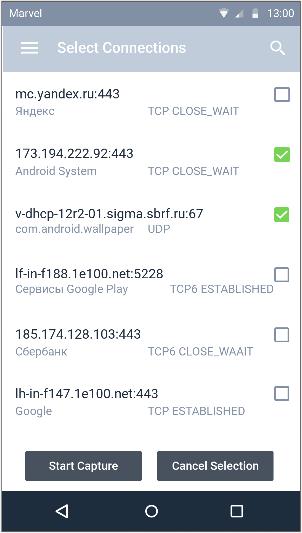 Marvel 13:00
Select Connections
mc.yandex.ru:443
Яндекс TCP CLOSE_WAIT
173.194.222.92:443
Android System TCP CLOSE_WAIT
v-dhcp-12r2-01.sigma.sbrf.ru:67
com.android.wallpaper UDP
lf-in-f188.1e100.net:5228
Сервисы Google Play TCP6 ESTABLISHED
185.174.128.103:443
Сбербанк TCP6 CLOSE_WAAIT
lh-in-f147.1e100.net:443
Google TCP ESTABLISHED
Start Capture Cancel Selection